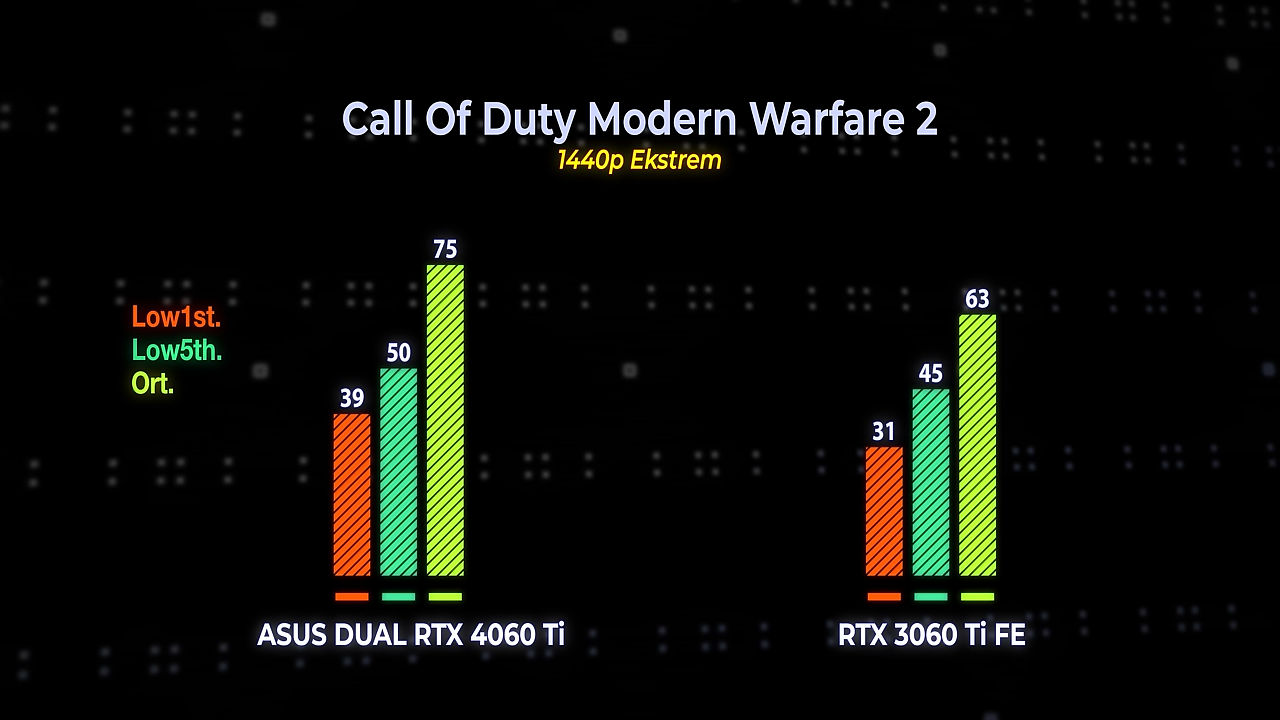 Call Of Duty Modern Warfare 2
1440p Ekstrem
Low1st.
Low5th.
Ort.
39
50
75
31
45
63
ASUS DUAL RTX 4060 Ti
RTX 3060 Ti FE